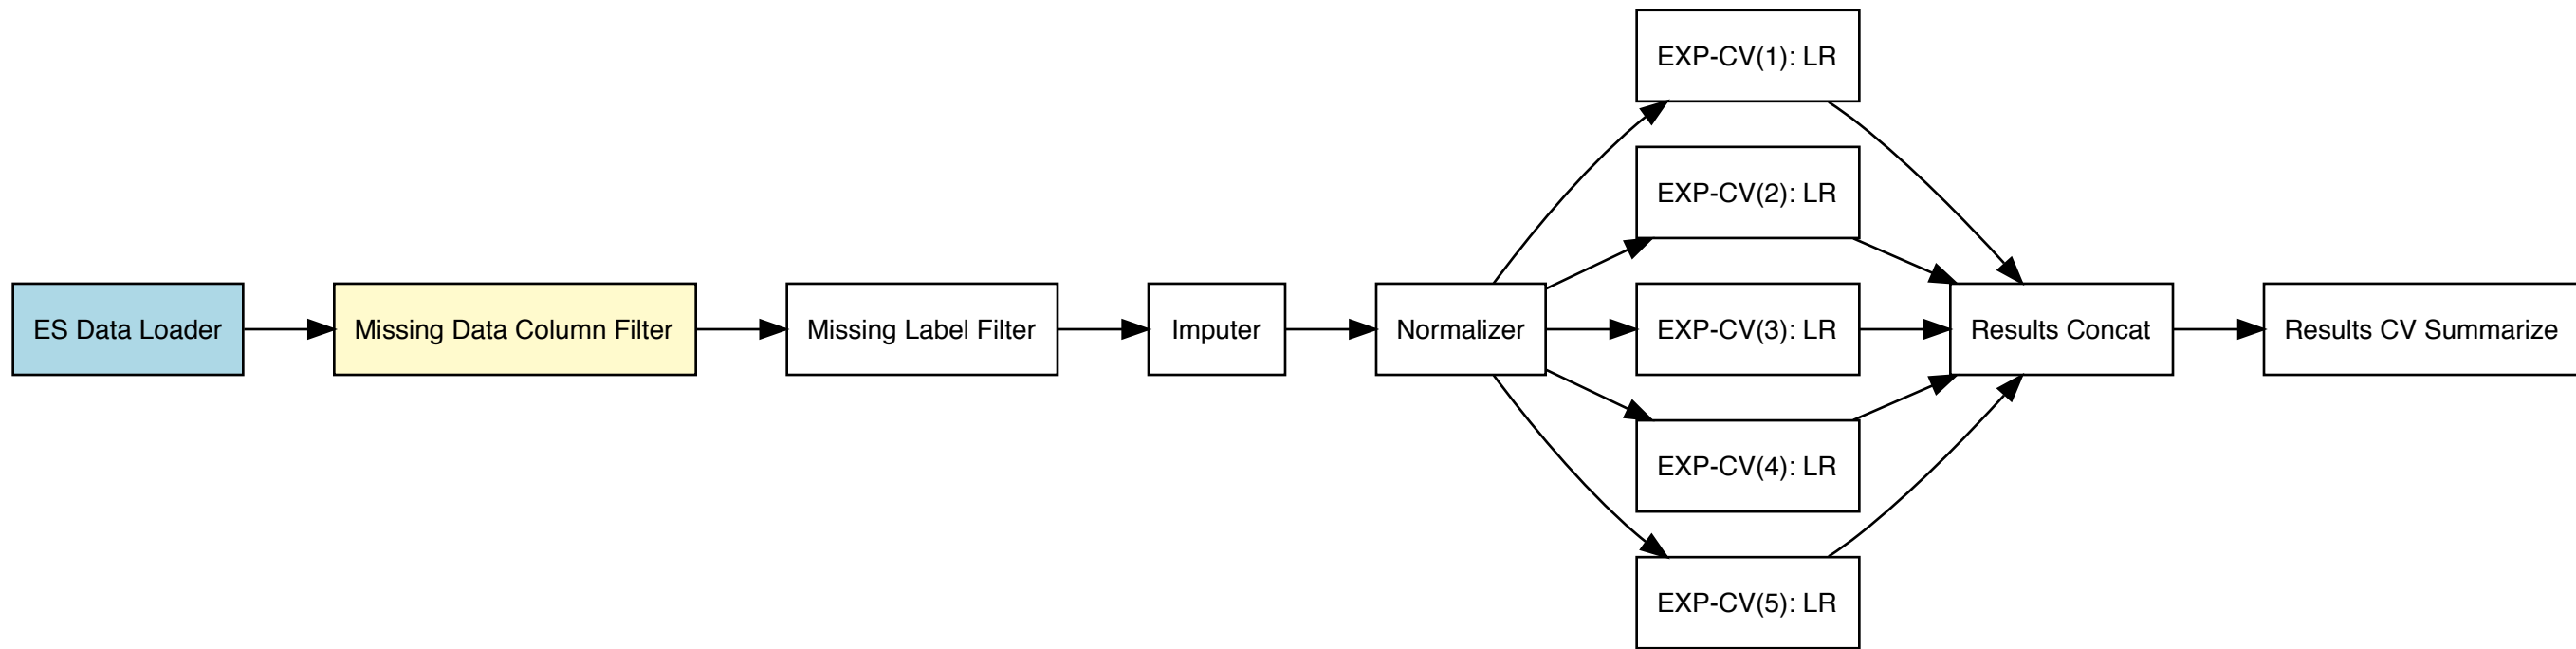 ES Data Loader
Missing Data Column Filter
Missing Label Filter
Imputer
Normalizer
EXP-CV(1): LR
EXP-CV(2): LR
EXP-CV(3): LR
EXP-CV(4): LR
EXP-CV(5): LR
Results Concat
Results CV Summarize